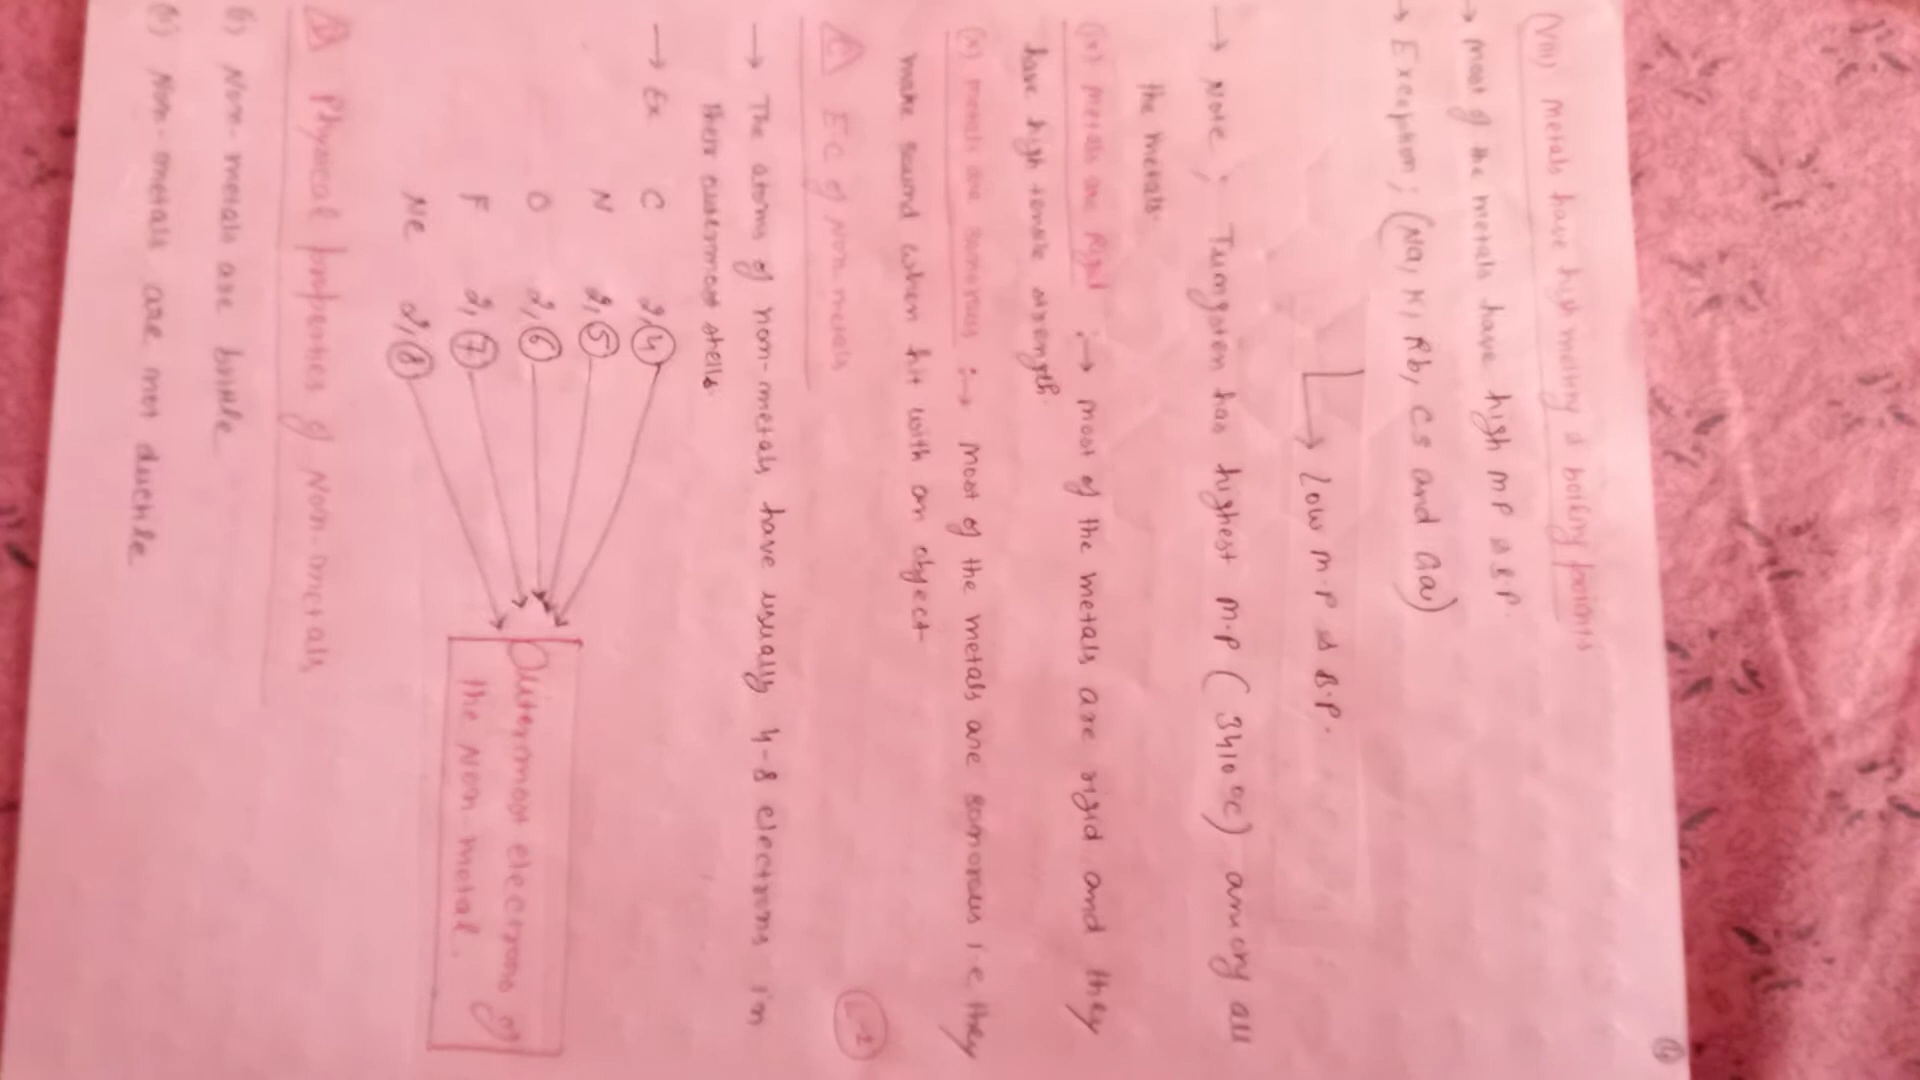 (viii) metals have high melting & boiling points
→ most of the metals have high MP & B P.
→ Exception ; (Na, K, Rb, Cs and Ga)
→ Low M.P & B.P.
→ Note ; Tungsten has highest M.P (3410°C) among all
the metals
(ix) metals are Rigid :→ most of the metals are rigid and they
have high tensile strength.
(x) metals are sonorous :→ most of the metals are sonorous i.e they
make sound when hit with an object
L-2
C EC of Non metals
→ The atoms of non-metals have usually 4-8 electrons in
their outermost shells.
→ Ex C 2,4
N 2,5
O 2,6
F 2,7
Ne 2,8
Outermost electrons of
the Non metal.
D Physical properties of Non-metals
Non-metals are brittle
Non-metals are not ductile